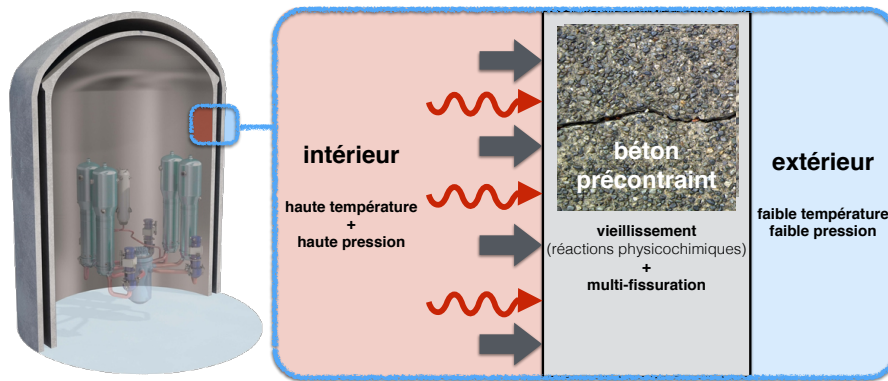 intérieur
haute température
+
haute pression
béton
précontraint
vieillissement
(réactions physicochimiques)
+
multi-fissuration
extérieur
faible température
faible pression